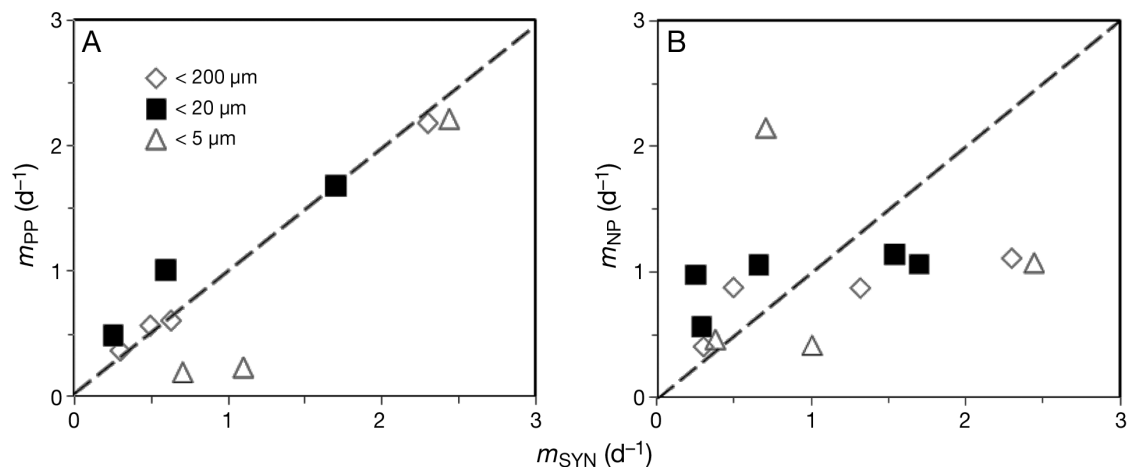 A
< 200 µm
< 20 µm
< 5 µm
3
2
1
0
mPP (d–1)
0 1 2 3
B
3
2
1
0
mNP (d–1)
0 1 2 3
mSYN (d–1)